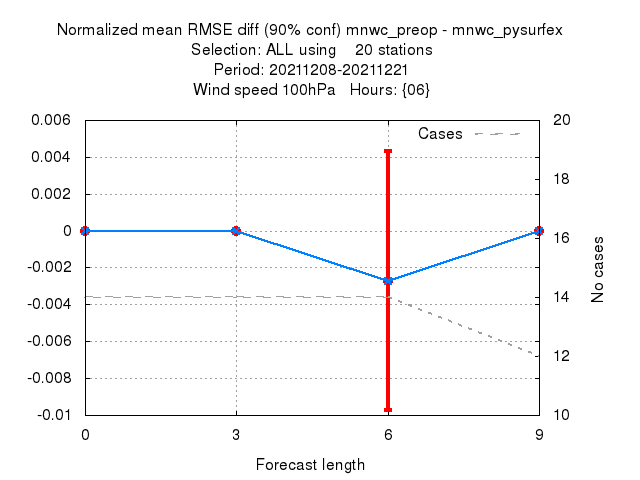 Normalized mean RMSE diff (90% conf) mnwc_preop - mnwc_pysurfex
Selection: ALL using    20 stations
Period: 20211208-20211221
Wind speed 100hPa   Hours: {06}
Cases
0.006
0.004
0.002
0
-0.002
-0.004
-0.006
-0.008
-0.01
20
18
16
14
12
10
No cases
0 3 6 9
Forecast length